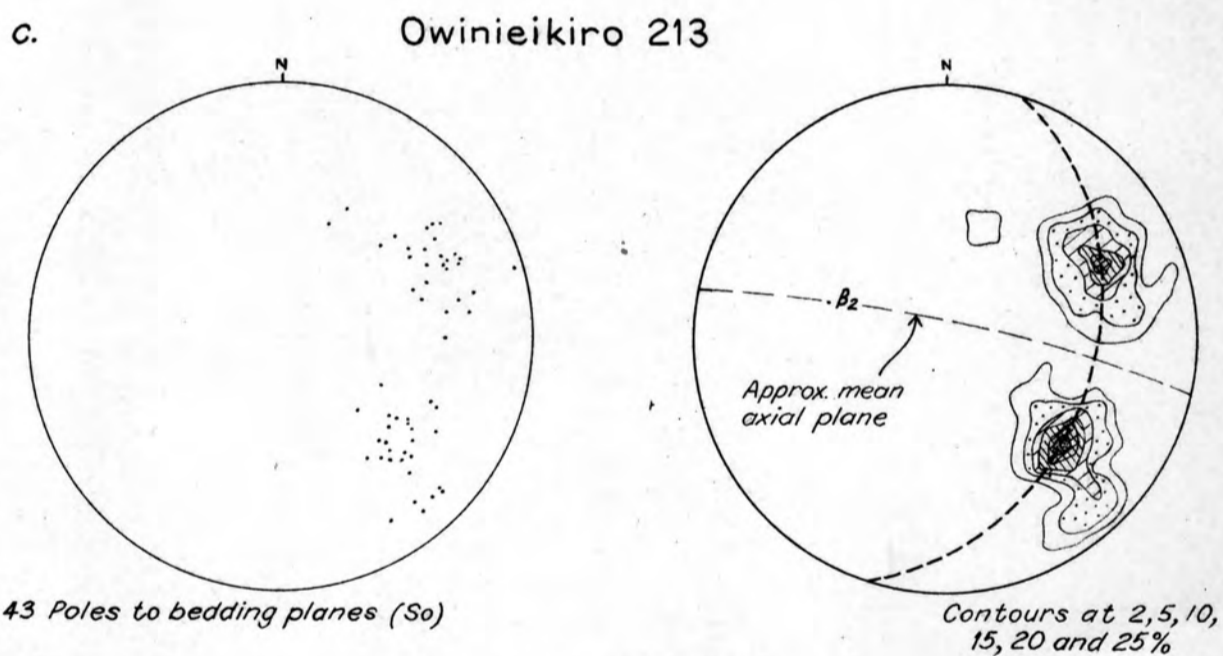 c.
Owinieikiro 213
N
N
β2
Approx. mean
axial plane
43 Poles to bedding planes (So)
Contours at 2, 5, 10,
15, 20 and 25%